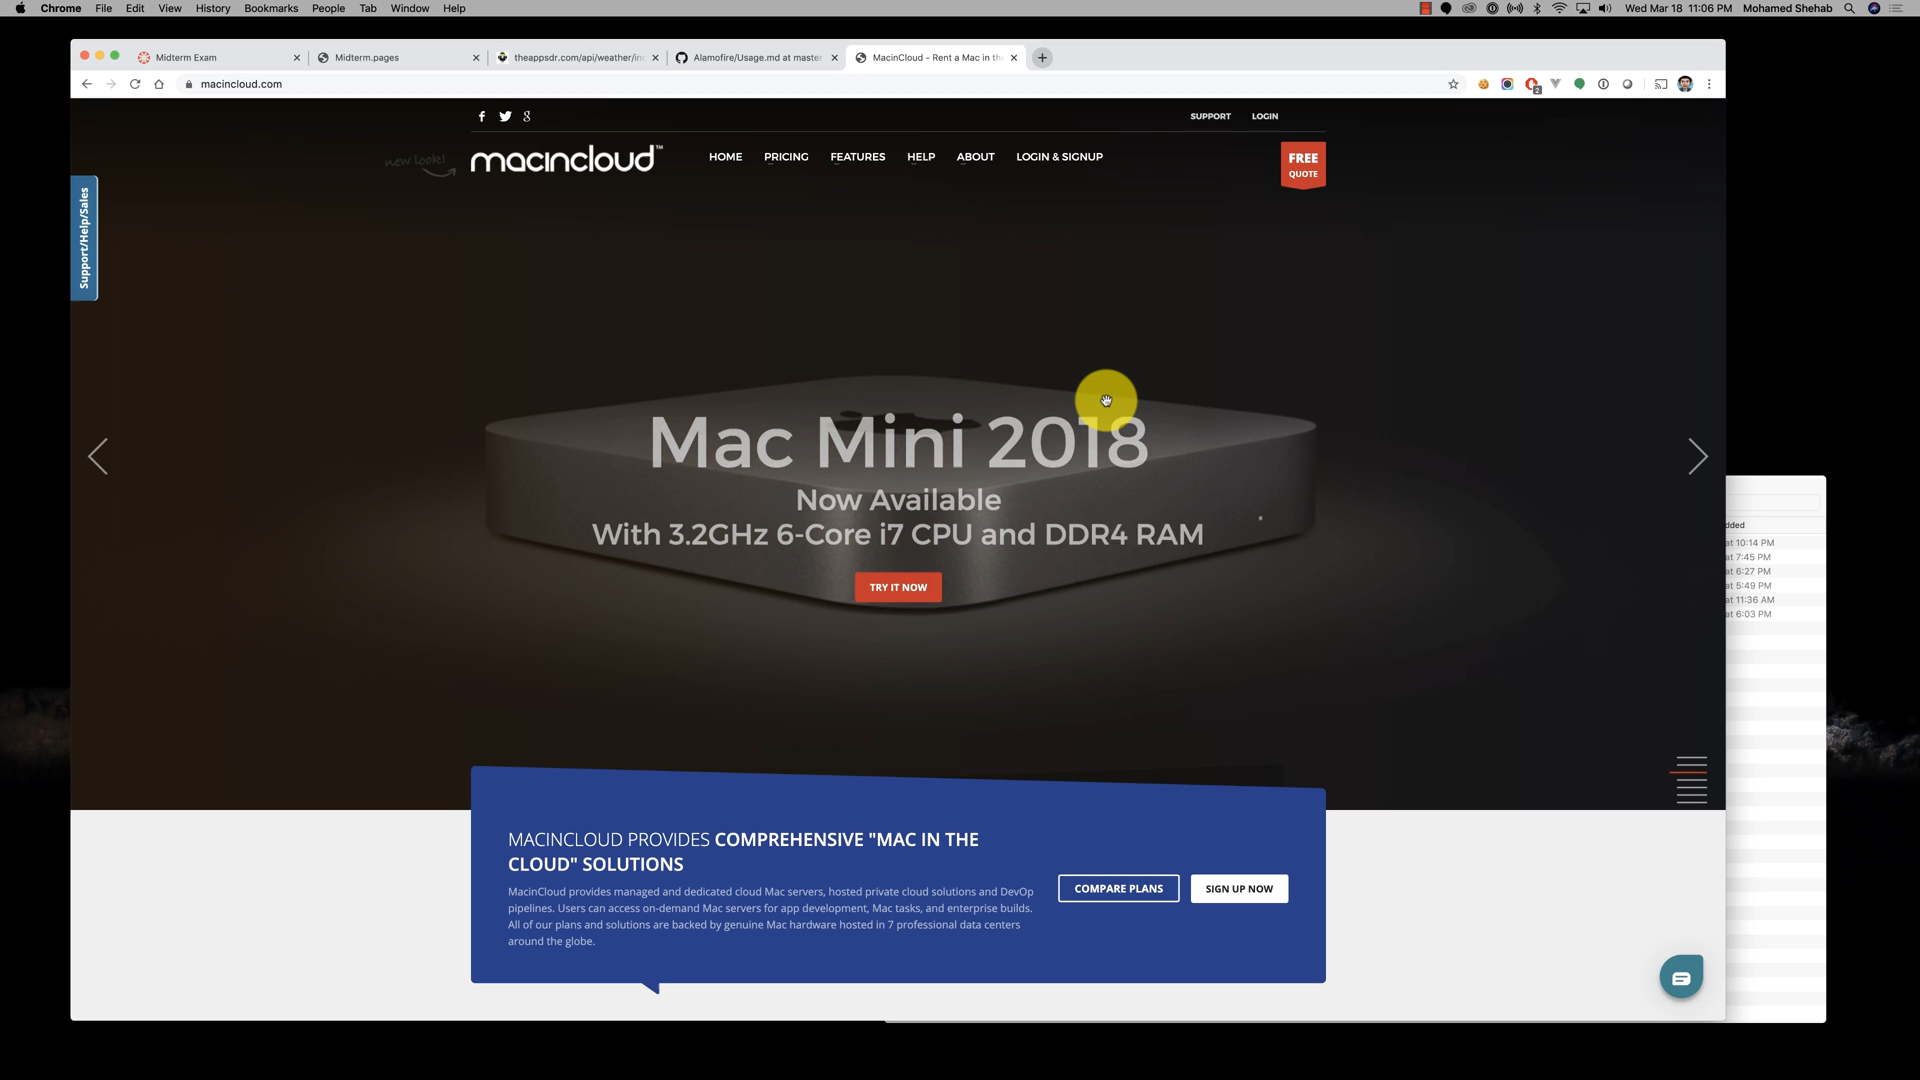 Chrome File Edit View History Bookmarks People Tab Window Help
Wed Mar 18 11:06 PM Mohamed Shehab
Midterm Exam
Midterm.pages
theappsdr.com/api/weather/in
Alamofire/Usage.md at master
MacinCloud - Rent a Mac in th
macincloud.com
2
SUPPORT LOGIN
new look!
macincloud™
HOME PRICING FEATURES HELP ABOUT LOGIN & SIGNUP
FREE
QUOTE
Support/Help/Sales
Mac Mini 2018
Now Available
With 3.2GHz 6-Core i7 CPU and DDR4 RAM
TRY IT NOW
dded
at 10:14 PM
at 7:45 PM
at 6:27 PM
at 5:49 PM
at 11:36 AM
at 6:03 PM
MACINCLOUD PROVIDES COMPREHENSIVE "MAC IN THE
CLOUD" SOLUTIONS
MacinCloud provides managed and dedicated cloud Mac servers, hosted private cloud solutions and DevOp
pipelines. Users can access on-demand Mac servers for app development, Mac tasks, and enterprise builds.
All of our plans and solutions are backed by genuine Mac hardware hosted in 7 professional data centers
around the globe.
COMPARE PLANS
SIGN UP NOW